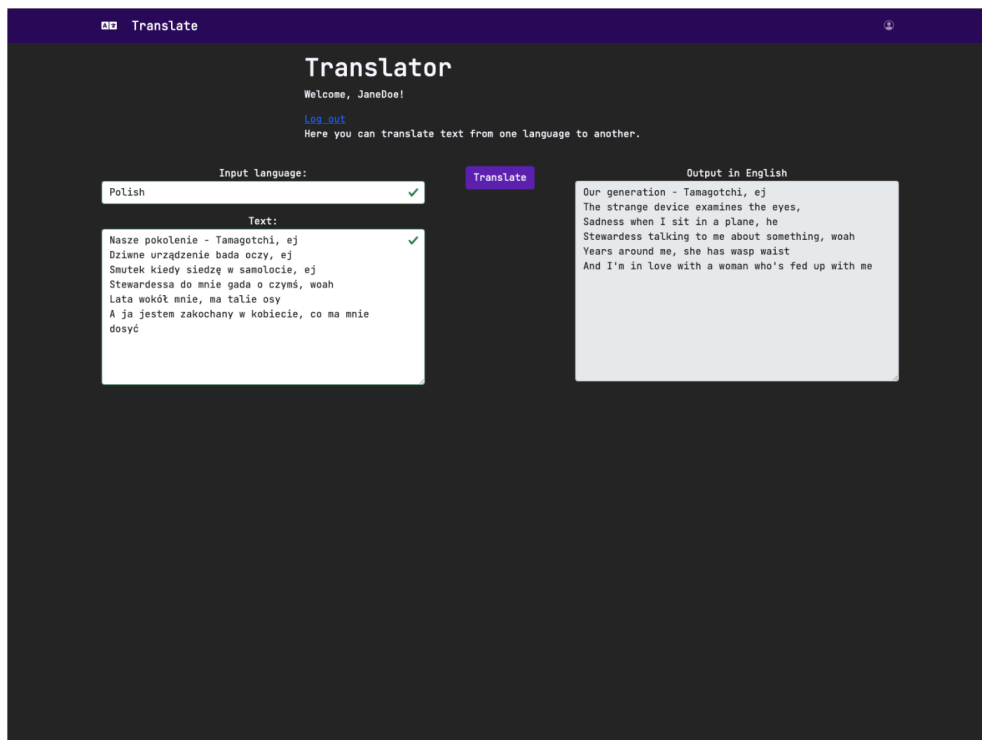 Translate
Translator
Welcome, JaneDoe!
Log out
Here you can translate text from one language to another.
Input language:
Polish
Text:
Nasze pokolenie - Tamagotchi, ej
Dziwne urządzenie bada oczy, ej
Smutek kiedy siedzę w samolocie, ej
Stewardessa do mnie gada o czymś, woah
Lata wokół mnie, ma talie osy
A ja jestem zakochany w kobiecie, co ma mnie
dosyć
Translate
Output in English
Our generation - Tamagotchi, ej
The strange device examines the eyes,
Sadness when I sit in a plane, he
Stewardess talking to me about something, woah
Years around me, she has wasp waist
And I'm in love with a woman who's fed up with me